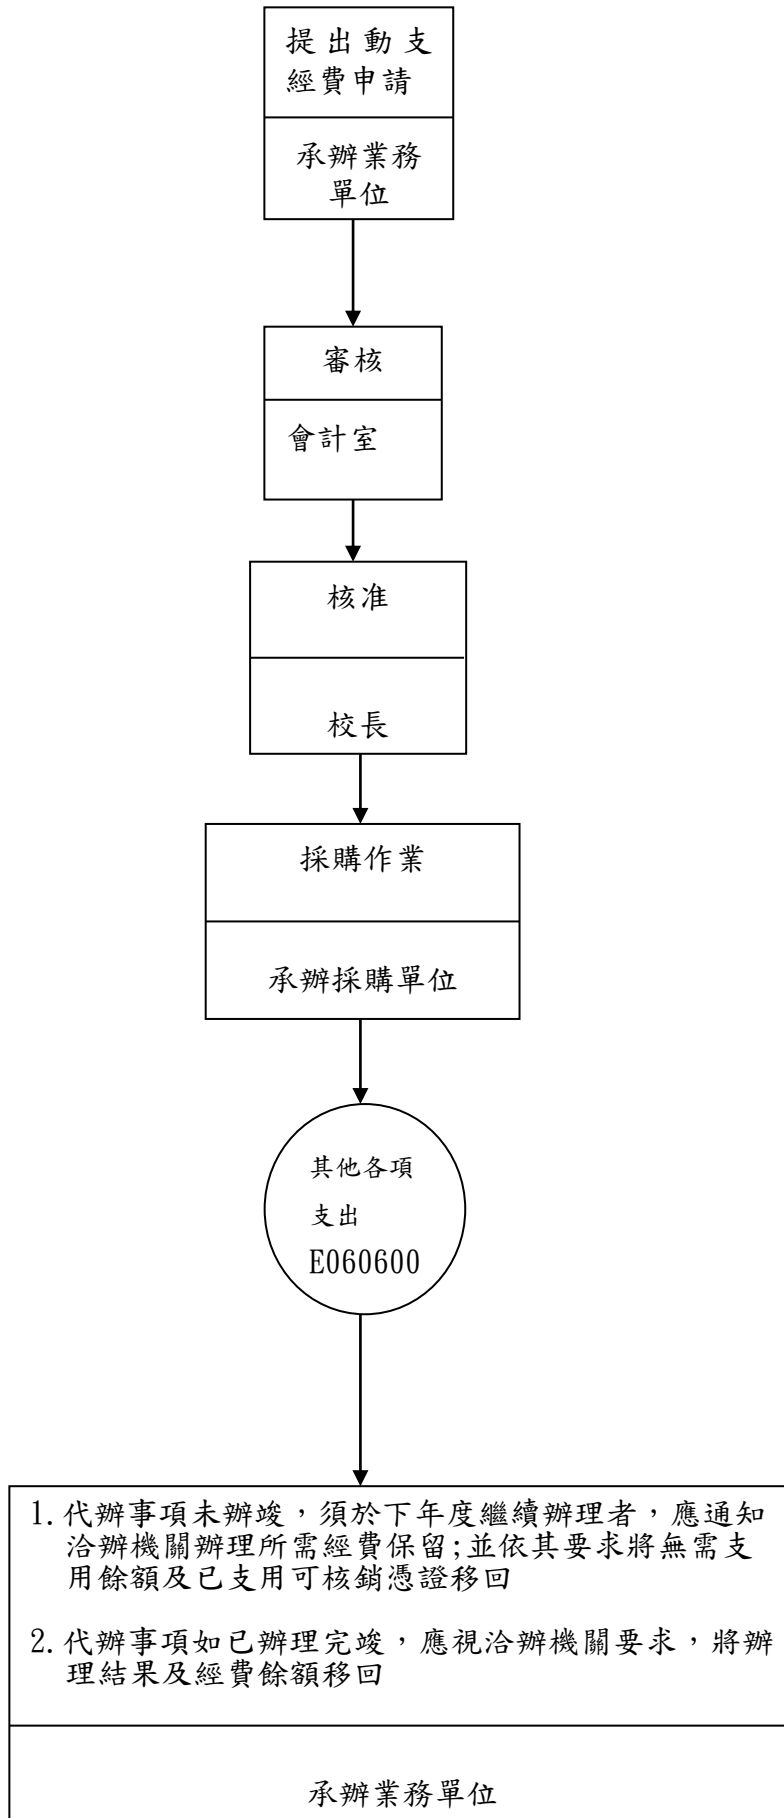 提出動支
經費申請
承辦業務
單位
審核
會計室
核准
校長
採購作業
承辦採購單位
其他各項
支出
E060600
1.代辦事項未辦竣，須於下年度繼續辦理者，應通知
洽辦機關辦理所需經費保留;並依其要求將無需支
用餘額及已支用可核銷憑證移回
2.代辦事項如已辦理完竣，應視洽辦機關要求，將辦
理結果及經費餘額移回
承辦業務單位